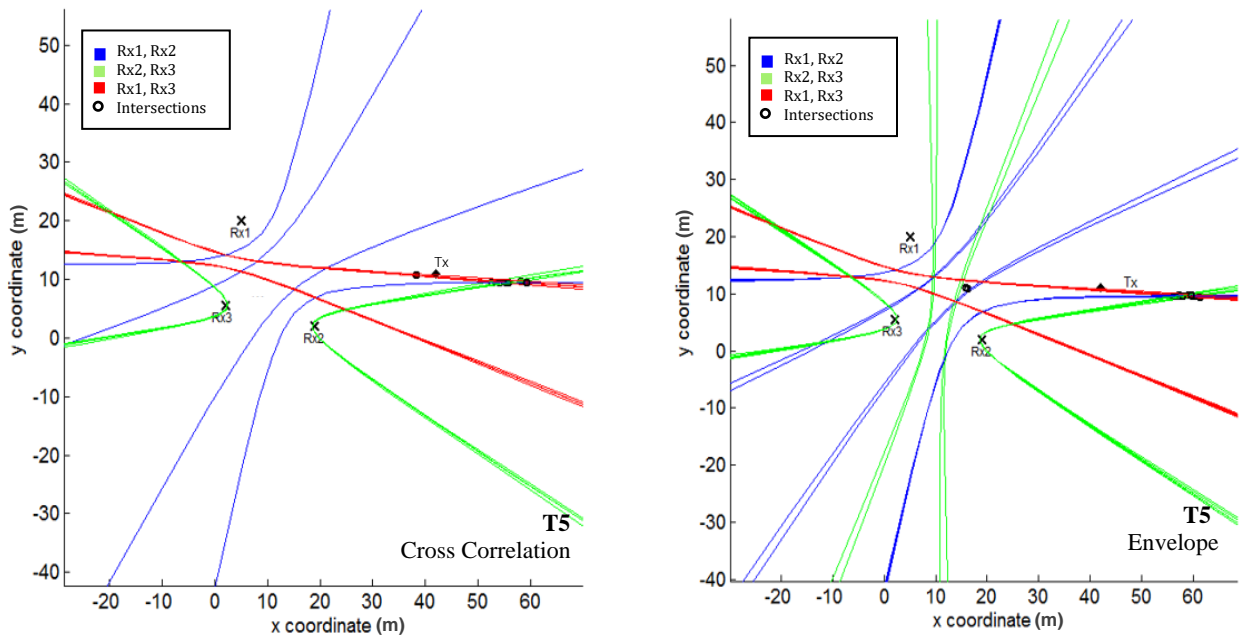 50
40
30
20
10
0
-10
-20
-30
-40
y coordinate (m)
Rx1, Rx2
Rx2, Rx3
Rx1, Rx3
Intersections
Rx1
Tx
Rx3
Rx2
T5
Cross Correlation
-20 -10 0 10 20 30 40 50 60
x coordinate (m)
50
40
30
20
10
0
-10
-20
-30
-40
y coordinate (m)
Rx1, Rx2
Rx2, Rx3
Rx1, Rx3
Intersections
Rx1
Tx
Rx3
Rx2
T5
Envelope
-20 -10 0 10 20 30 40 50 60
x coordinate (m)